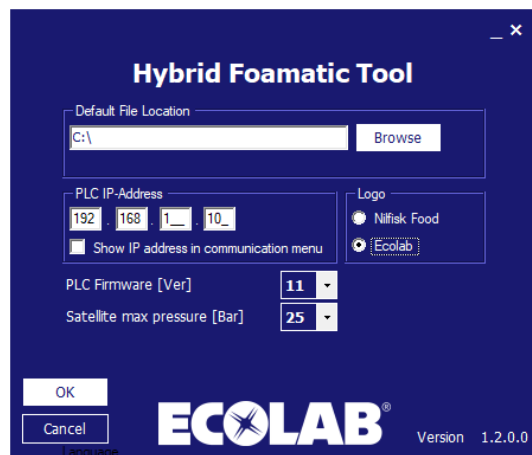 _ ×
Hybrid Foamatic Tool
Default File Location
C:\ Browse
PLC IP-Address
192 . 168 . 1__ . 10_
Show IP address in communication menu
Logo
Nilfisk Food
Ecolab
PLC Firmware [Ver] 11
Satellite max pressure [Bar] 25
OK
Cancel
Language
ECOLAB®
Version 1.2.0.0